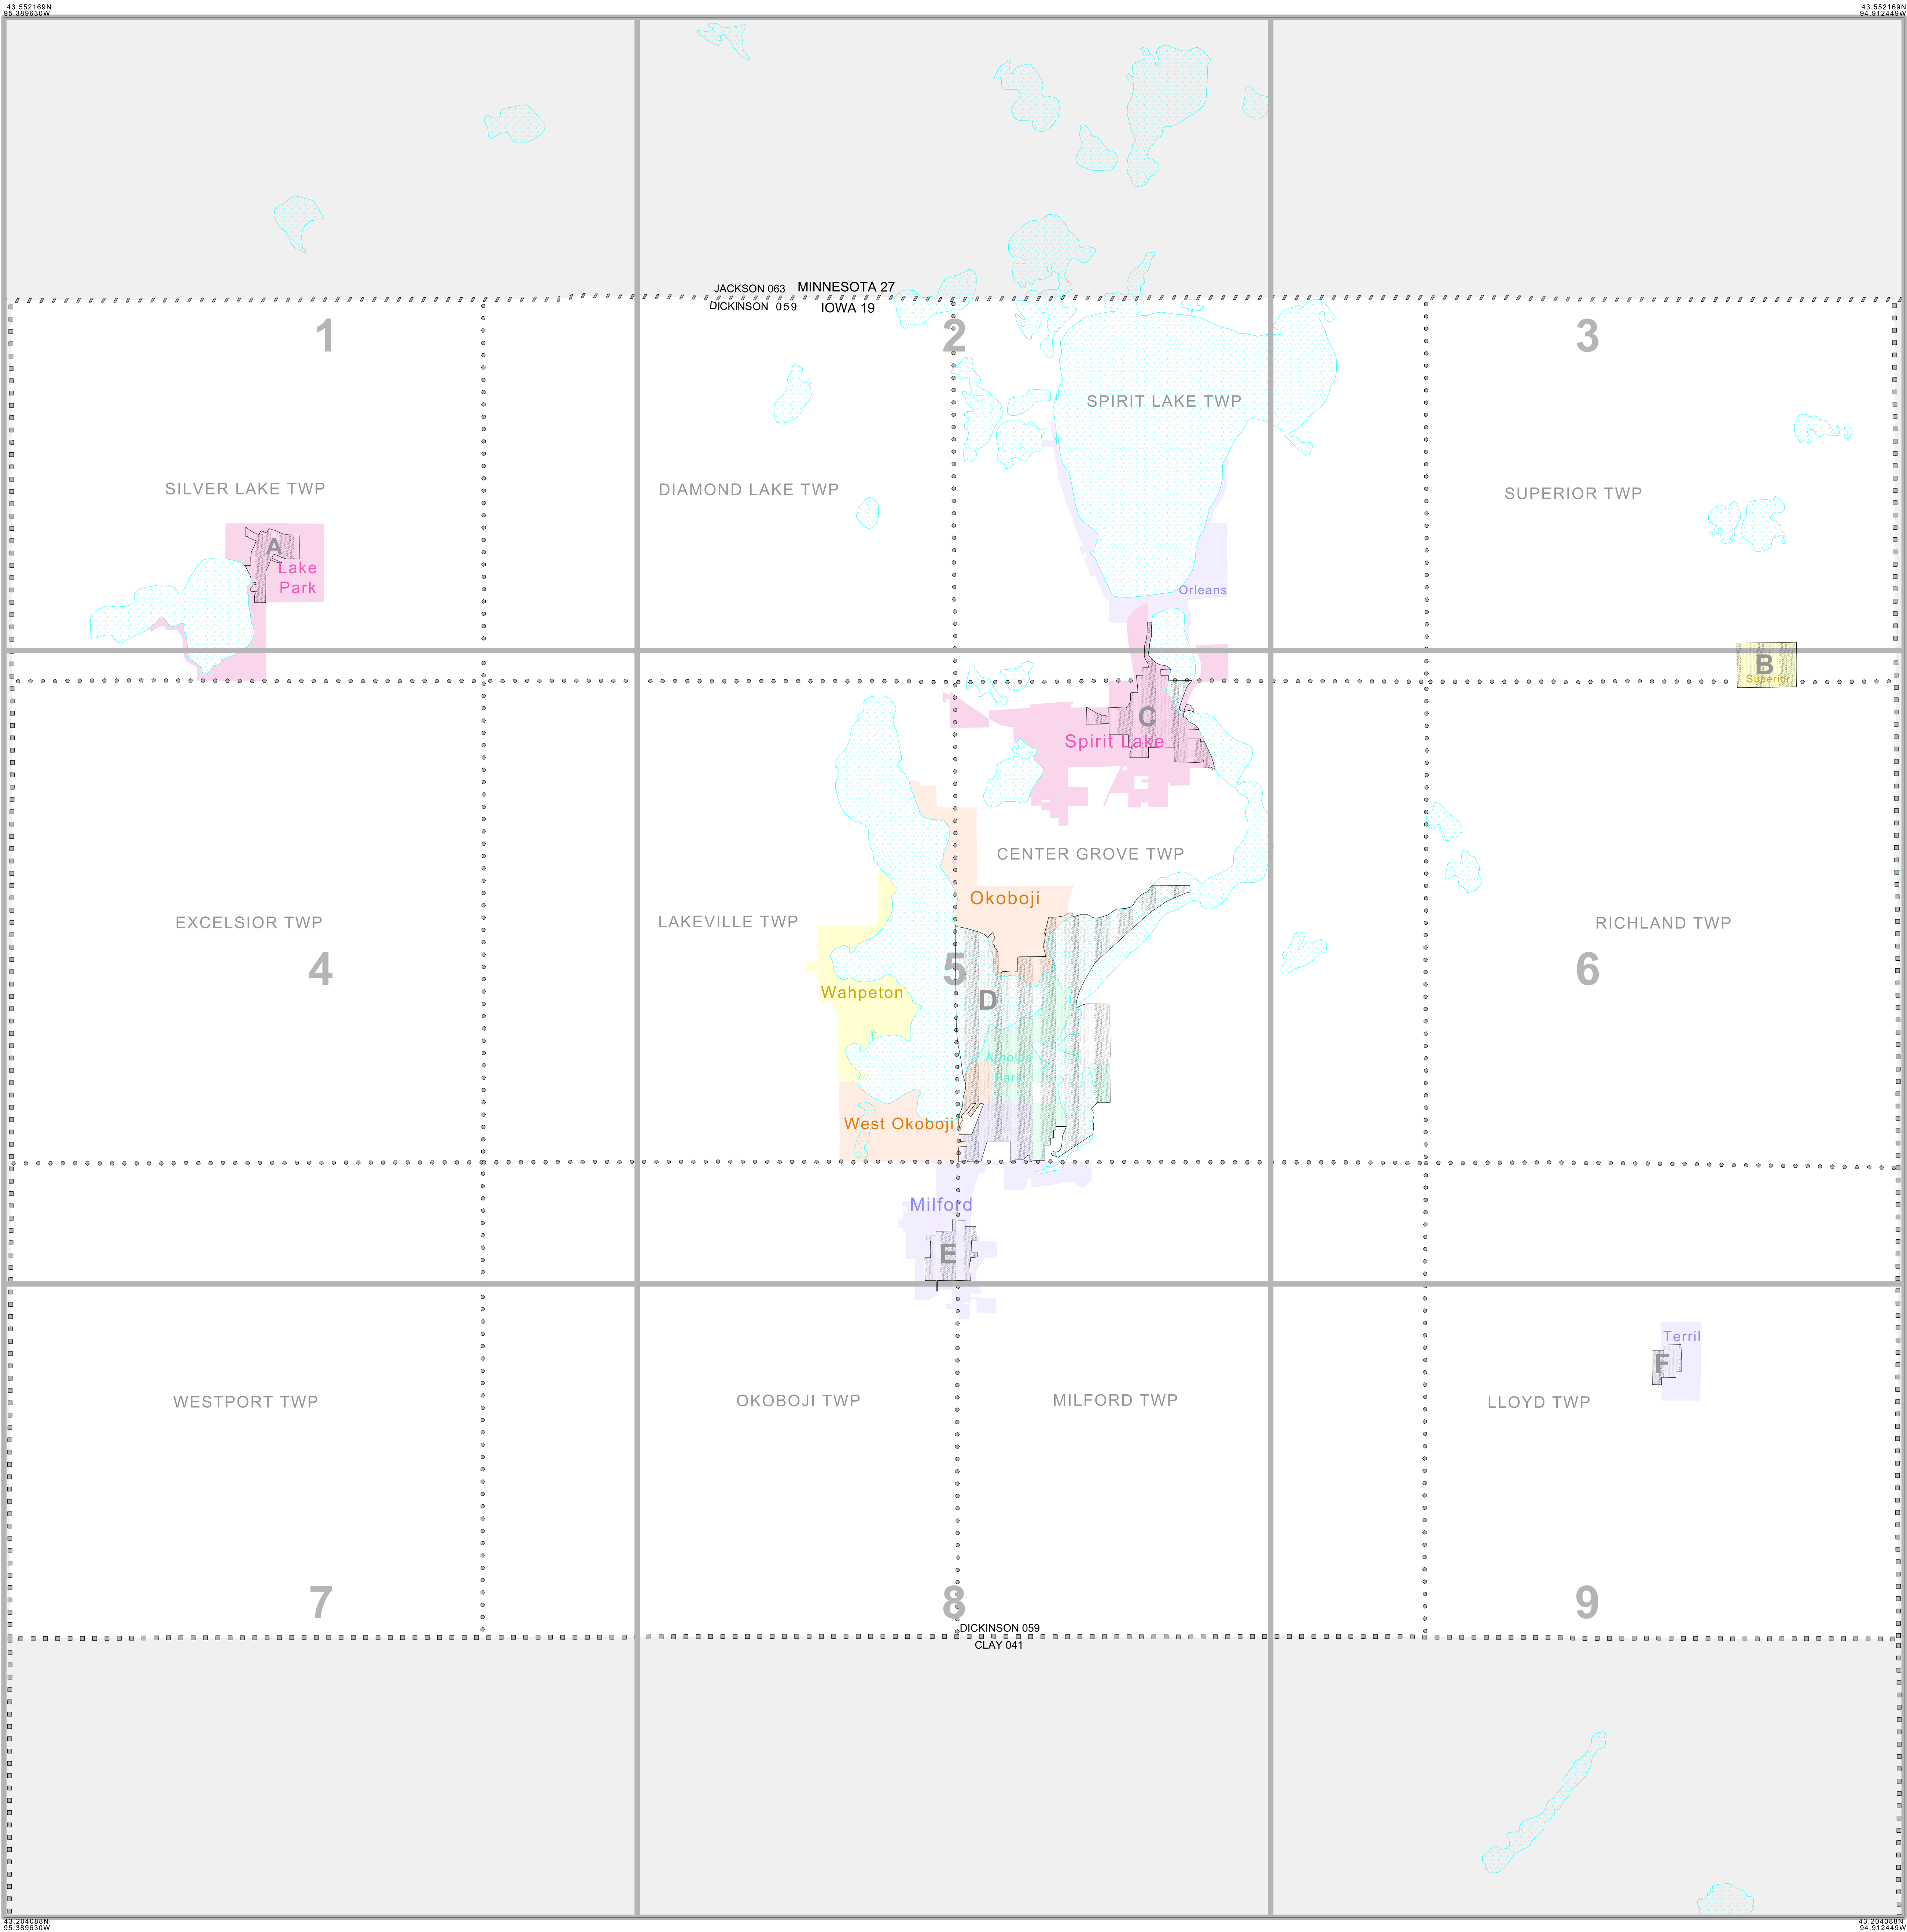 43.552169N
95.389630W
43.552169N
94.912449W
JACKSON 063 MINNESOTA 27
DICKINSON 059 IOWA 19
1
2
3
SPIRIT LAKE TWP
SILVER LAKE TWP
DIAMOND LAKE TWP
SUPERIOR TWP
A
Lake
Park
Orleans
B
Superior
C
Spirit Lake
CENTER GROVE TWP
Okoboji
EXCELSIOR TWP
LAKEVILLE TWP
RICHLAND TWP
4
5
6
Wahpeton
D
Arnolds
Park
West Okoboji
Milford
E
Terril
F
WESTPORT TWP
OKOBOJI TWP
MILFORD TWP
LLOYD TWP
7
8
9
DICKINSON 059
CLAY 041
43.204088N
95.389630W
43.204088N
94.912449W